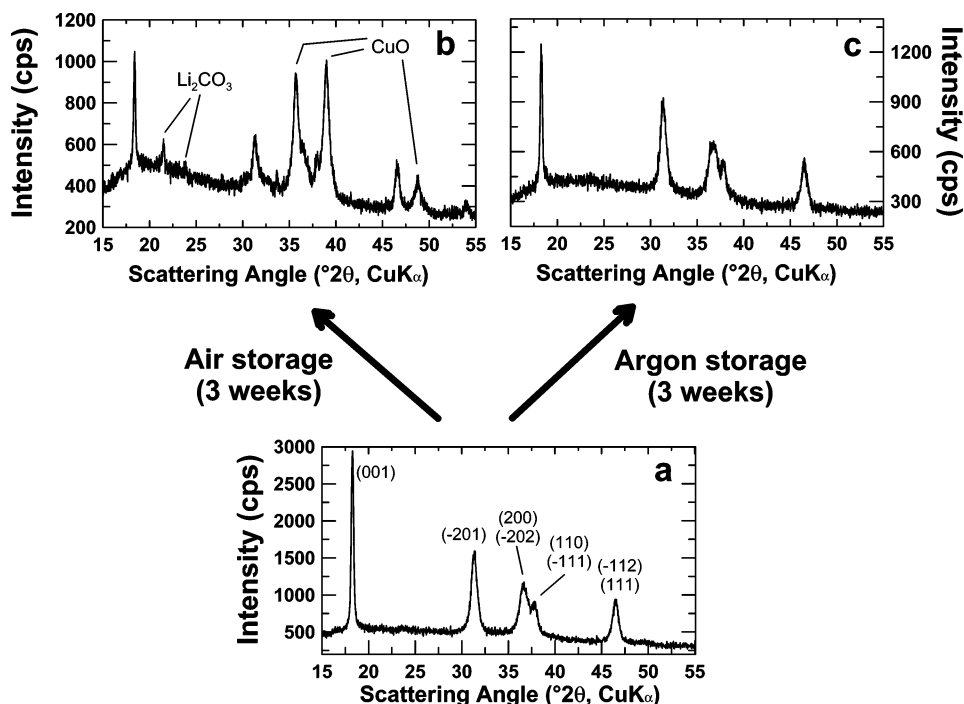 b
CuO
Li₂CO₃
Intensity (cps)
1200
1000
800
600
400
200
15 20 25 30 35 40 45 50 55
Scattering Angle (°2θ, CuKα)
c
1200
900
600
300
Intensity (cps)
15 20 25 30 35 40 45 50 55
Scattering Angle (°2θ, CuKα)
Air storage
(3 weeks)
Argon storage
(3 weeks)
a
(001)
(-201)
(200)
(-202)
(110)
(-111)
(-112)
(111)
Intensity (cps)
3000
2500
2000
1500
1000
500
15 20 25 30 35 40 45 50 55
Scattering Angle (°2θ, CuKα)